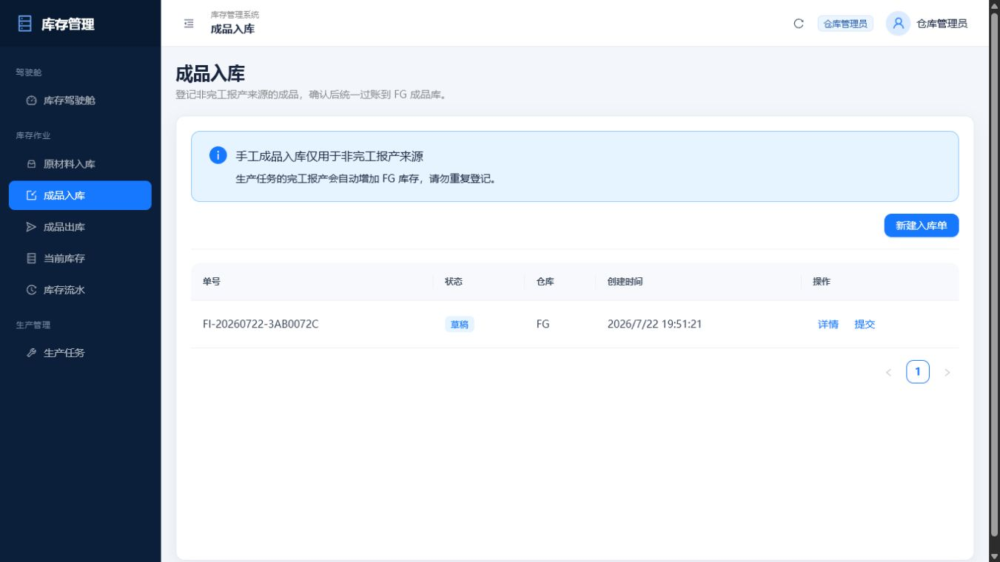 库存管理
驾驶舱
库存驾驶舱
库存作业
原材料入库
成品入库
成品出库
当前库存
库存流水
生产管理
生产任务
库存管理系统
成品入库
仓库管理员
仓库管理员
成品入库
登记非完工报产来源的成品，确认后统一过账到 FG 成品库。
手工成品入库仅用于非完工报产来源
生产任务的完工报产会自动增加 FG 库存，请勿重复登记。
新建入库单
单号 状态 仓库 创建时间 操作
FI-20260722-3AB0072C 草稿 FG 2026/7/22 19:51:21 详情 提交
1